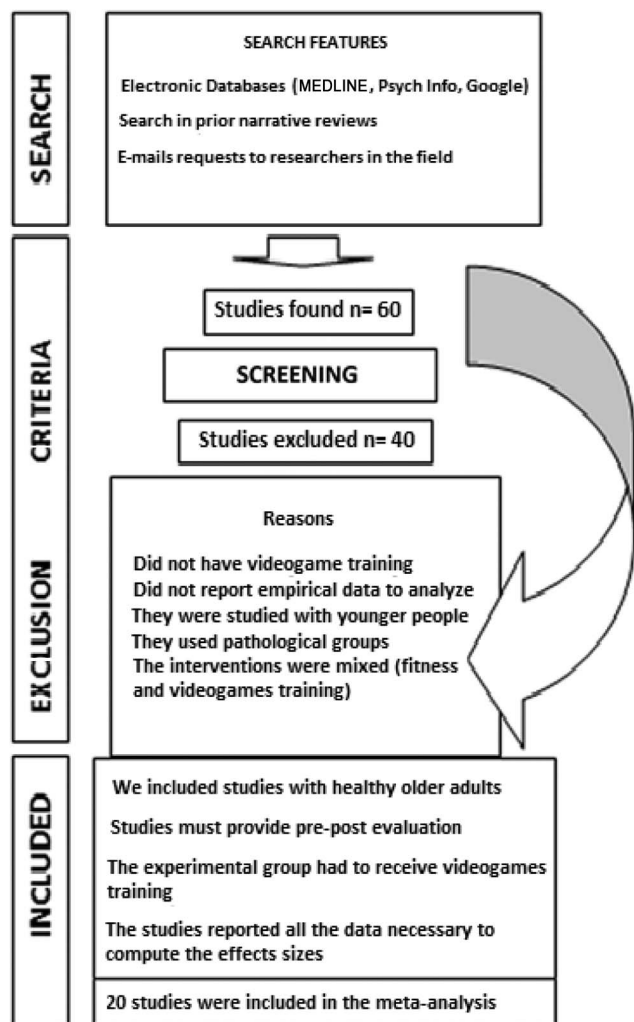 SEARCH
SEARCH FEATURES
Electronic Databases (MEDLINE, Psych Info, Google)
Search in prior narrative reviews
E-mails requests to researchers in the field
EXCLUSION CRITERIA
Studies found n= 60
SCREENING
Studies excluded n= 40
Reasons
Did not have videogame training
Did not report empirical data to analyze
They were studied with younger people
They used pathological groups
The interventions were mixed (fitness
and videogames training)
INCLUDED
We included studies with healthy older adults
Studies must provide pre-post evaluation
The experimental group had to receive videogames
training
The studies reported all the data necessary to
compute the effects sizes
20 studies were included in the meta-analysis